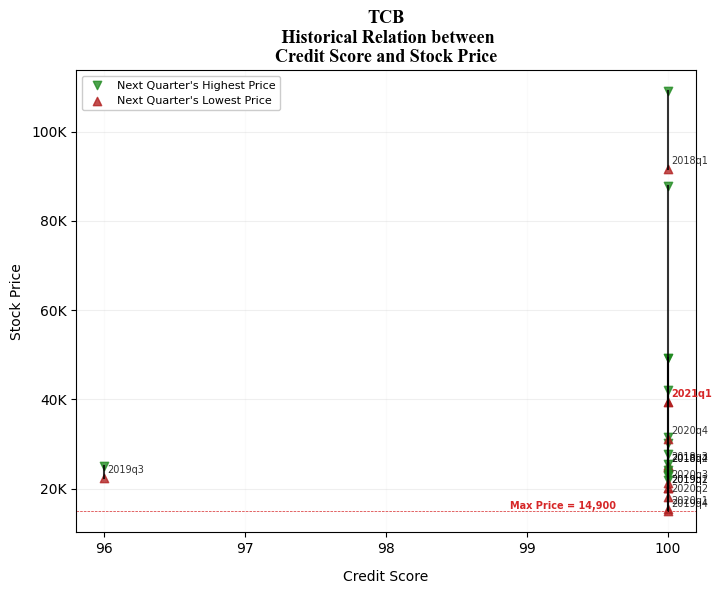 TCB
Historical Relation between
Credit Score and Stock Price
Next Quarter's Highest Price
Next Quarter's Lowest Price
Stock Price
100K
80K
60K
40K
20K
2018q1
2021q1
2020q4
2019q3
2020q3
2020q2
2020q1
2019q4
Max Price = 14,900
96
97
98
99
100
Credit Score